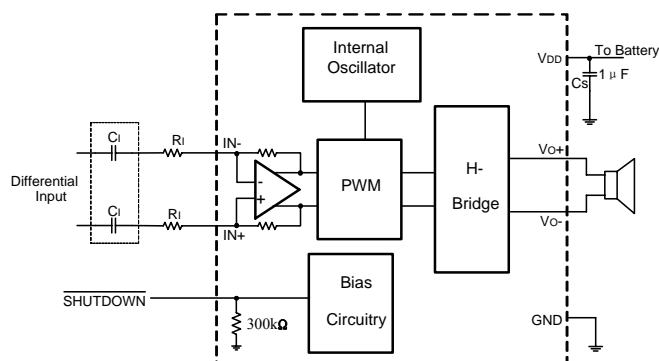 Internal
Oscillator
VDD
To Battery
CS
1 μF
CI
RI
IN-
Differential
Input
-
+
PWM
H-
Bridge
VO+
VO-
CI
RI
IN+
SHUTDOWN
300kΩ
Bias
Circuitry
GND